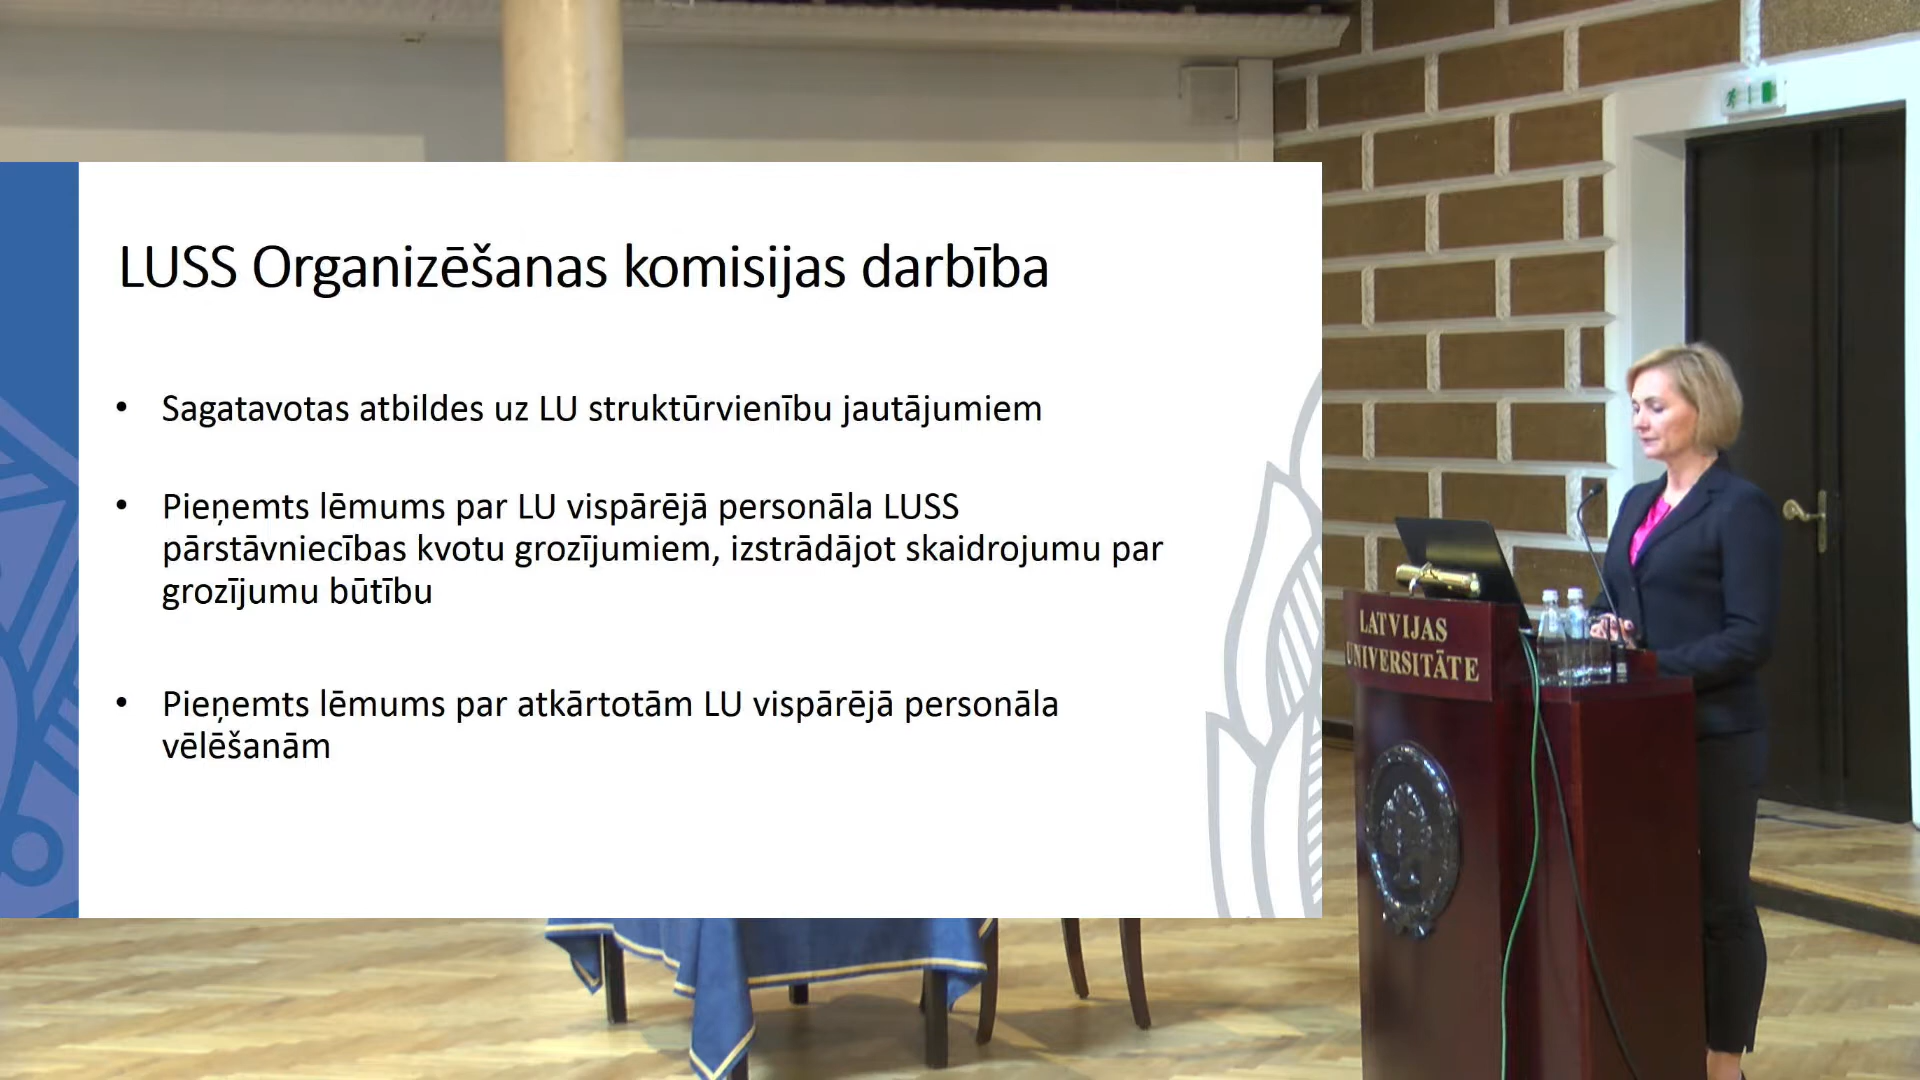 LUSS Organizēšanas komisijas darbība
• Sagatavotas atbildes uz LU struktūrvienību jautājumiem
• Pieņemts lēmums par LU vispārējā personāla LUSS
pārstāvniecības kvotu grozījumiem, izstrādājot skaidrojumu par
grozījumu būtību
• Pieņemts lēmums par atkārtotām LU vispārējā personāla
vēlēšanām
LATVIJAS
UNIVERSITĀTE